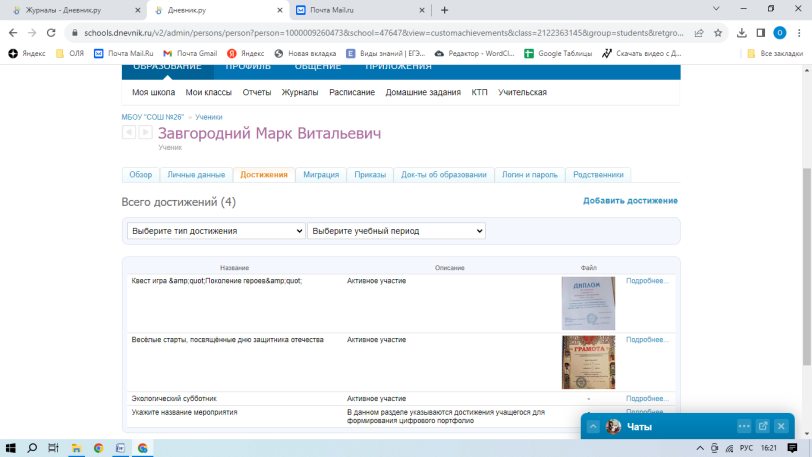 Журналы - Дневник.ру
Дневник.ру
Почта Mail.ru
schools.dnevnik.ru/v2/admin/persons/person?person=1000009260473&school=47647&view=customachievements&class=2122363145&group=students&retgro...
Яндекс
ОЛЯ
Почта Mail.Ru
Почта Gmail
Яндекс
Новая вкладка
Виды знаний | ЕГЭ...
Редактор - WordCl...
Google Таблицы
Скачать видео с Д...
Все закладки
ОБРАЗОВАНИЕ ПРОФИЛЬ ОБЩЕНИЕ ПРИЛОЖЕНИЯ
Моя школа Мои классы Отчеты Журналы Расписание Домашние задания КТП Учительская
МБОУ "СОШ №26" » Ученики
Завгородний Марк Витальевич
Ученик
Обзор Личные данные Достижения Миграция Приказы Док-ты об образовании Логин и пароль Родственники
Всего достижений (4)
Добавить достижение
Выберите тип достижения
Выберите учебный период
Название Описание Файл
Квест игра &amp;quot;Поколение героев&amp;quot; Активное участие Подробнее...
ДИПЛОМ
Весёлые старты, посвящённые дню защитника отечества Активное участие Подробнее...
ГРАМОТА
Экологический субботник Активное участие - Подробнее...
Укажите название мероприятия В данном разделе указываются достижения учащегося для
формирования цифрового портфолио
- Подробнее...
Чаты
РУС 16:21